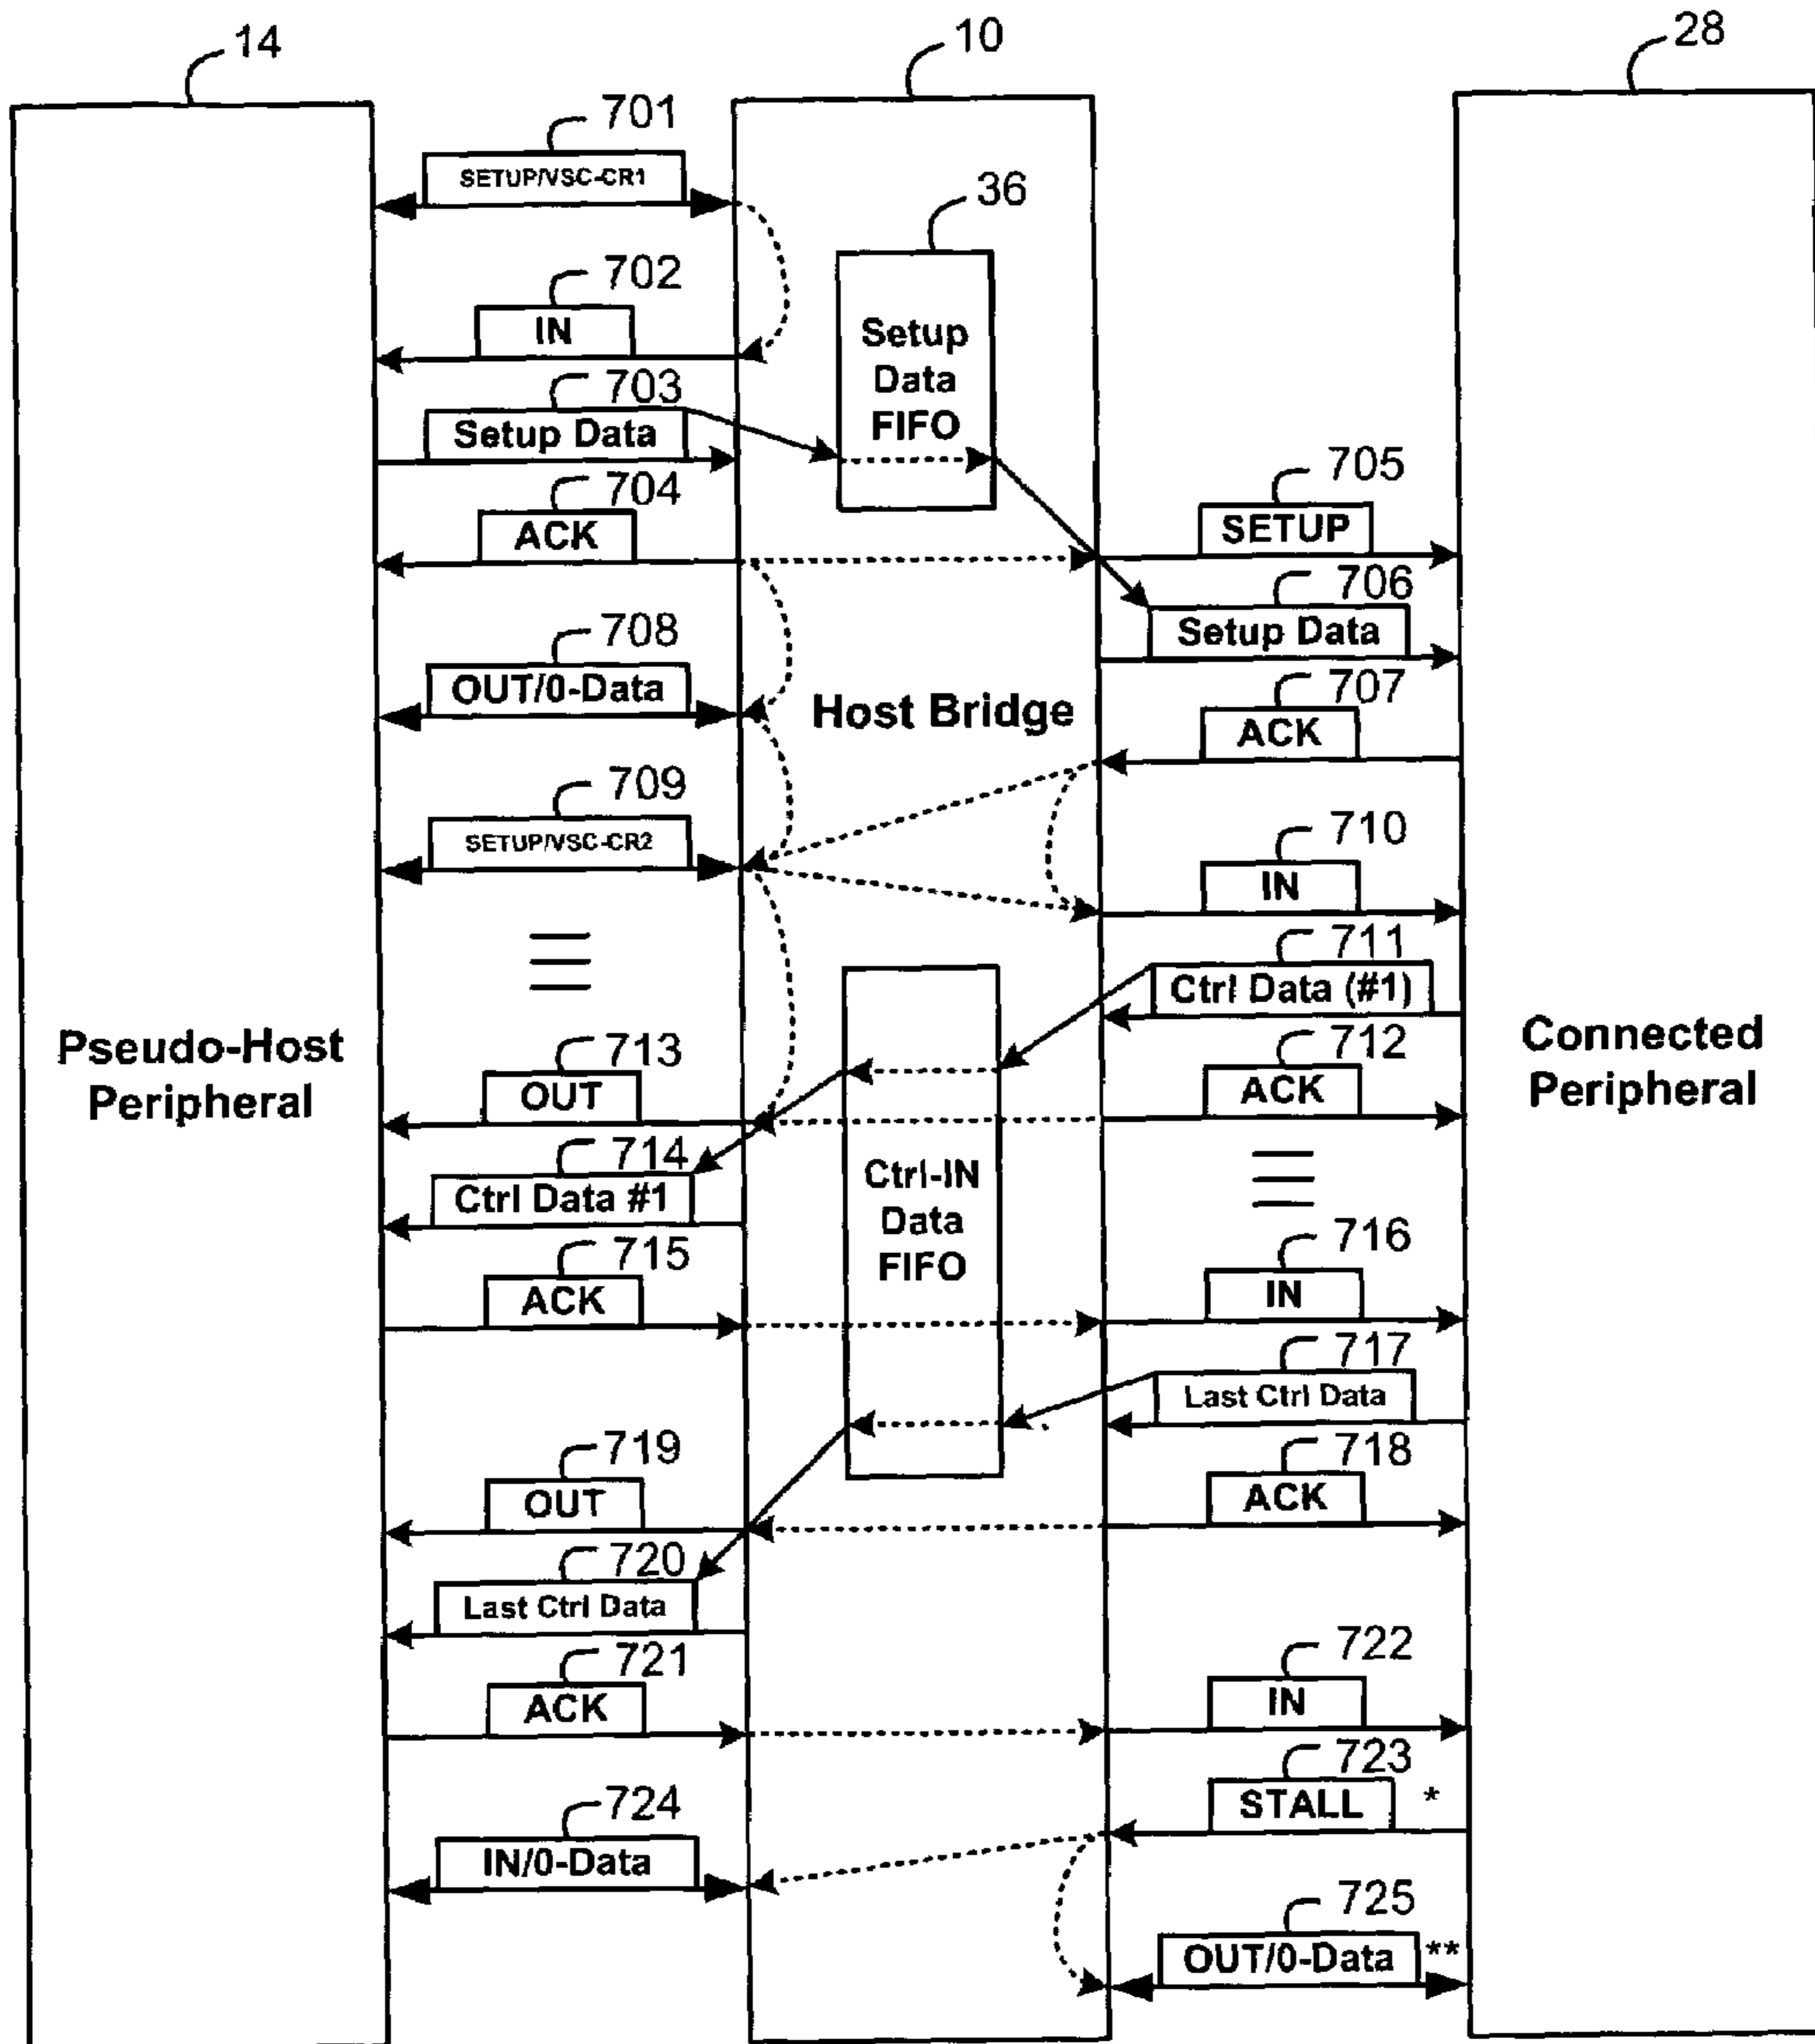 14
10
28
701
SETUP/VSC-CR1
36
702
IN
Setup
Data
FIFO
703
Setup Data
704
ACK
705
SETUP
706
Setup Data
708
OUT/0-Data
Host Bridge
707
ACK
709
SETUP/VSC-CR2
710
IN
711
Ctrl Data (#1)
Pseudo-Host
Peripheral
Connected
Peripheral
713
OUT
712
ACK
714
Ctrl Data #1
Ctrl-IN
Data
FIFO
715
ACK
716
IN
717
Last Ctrl Data
719
OUT
718
ACK
720
Last Ctrl Data
721
ACK
722
IN
723
STALL *
724
IN/0-Data
725
OUT/0-Data **